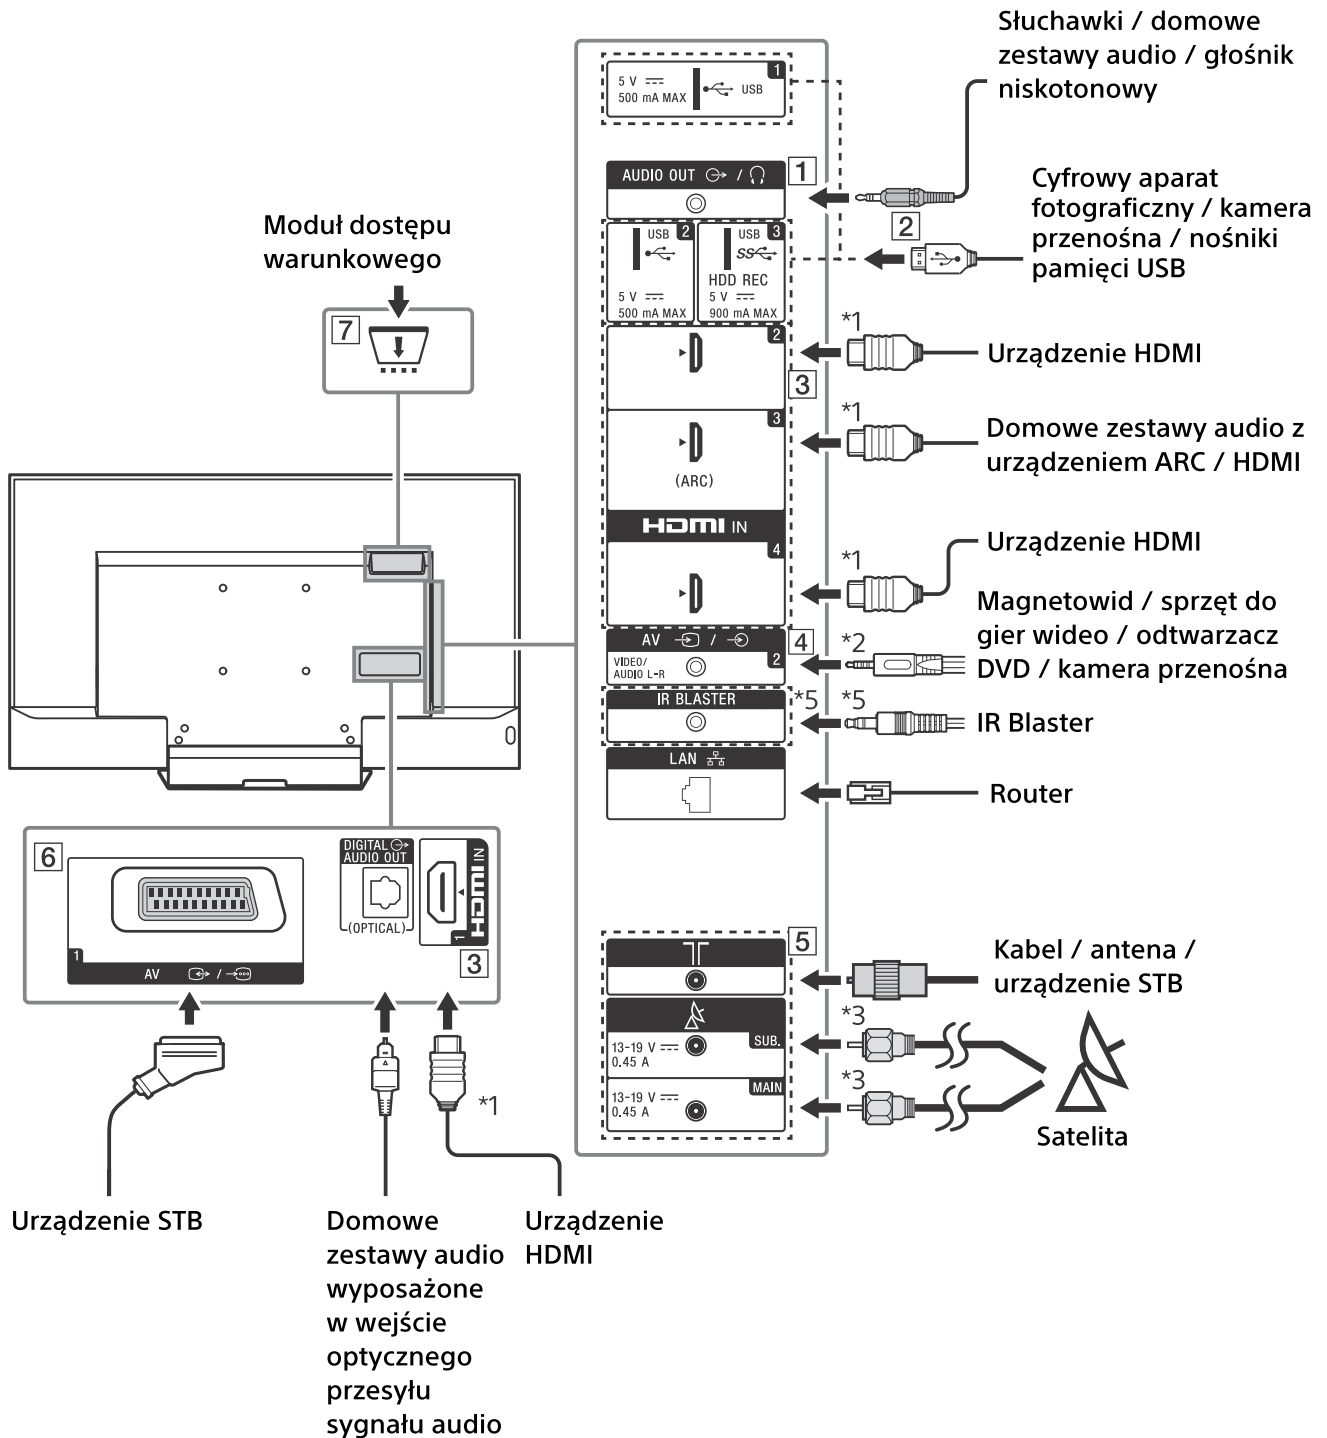 Słuchawki / domowe
zestawy audio / głośnik
niskotonowy
1
5 V
500 mA MAX
USB
AUDIO OUT / 
1
Cyfrowy aparat
fotograficzny / kamera
przenośna / nośniki
pamięci USB
2
USB 2
5 V
500 mA MAX
USB 3
SS
HDD REC
5 V
900 mA MAX
Moduł dostępu
warunkowego
7
2
*1
Urządzenie HDMI
3
3
(ARC)
*1
Domowe zestawy audio z
urządzeniem ARC / HDMI
HDMI IN
4
*1
Urządzenie HDMI
AV /
VIDEO/
AUDIO L-R
2
4
*2
Magnetowid / sprzęt do
gier wideo / odtwarzacz
DVD / kamera przenośna
IR BLASTER
*5
*5
IR Blaster
LAN
Router
6
1
AV /
DIGITAL
AUDIO OUT
(OPTICAL)
HDMI IN
1
3
*1
5
Kabel / antena /
urządzenie STB
SUB.
13-19 V
0.45 A
*3
MAIN
13-19 V
0.45 A
*3
Satelita
Urządzenie STB
Domowe
zestawy audio
wyposażone
w wejście
optycznego
przesyłu
sygnału audio
Urządzenie
HDMI